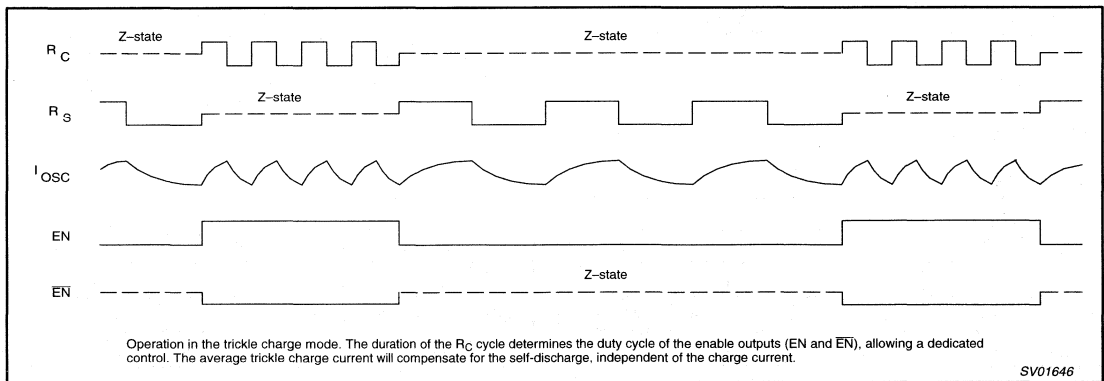 Z–state
Z–state
R C
Z–state
Z–state
R S
I OSC
EN
Z–state
E̅N̅
Operation in the trickle charge mode. The duration of the RC cycle determines the duty cycle of the enable outputs (EN and E̅N̅), allowing a dedicated
control. The average trickle charge current will compensate for the self-discharge, independent of the charge current.
SV01646